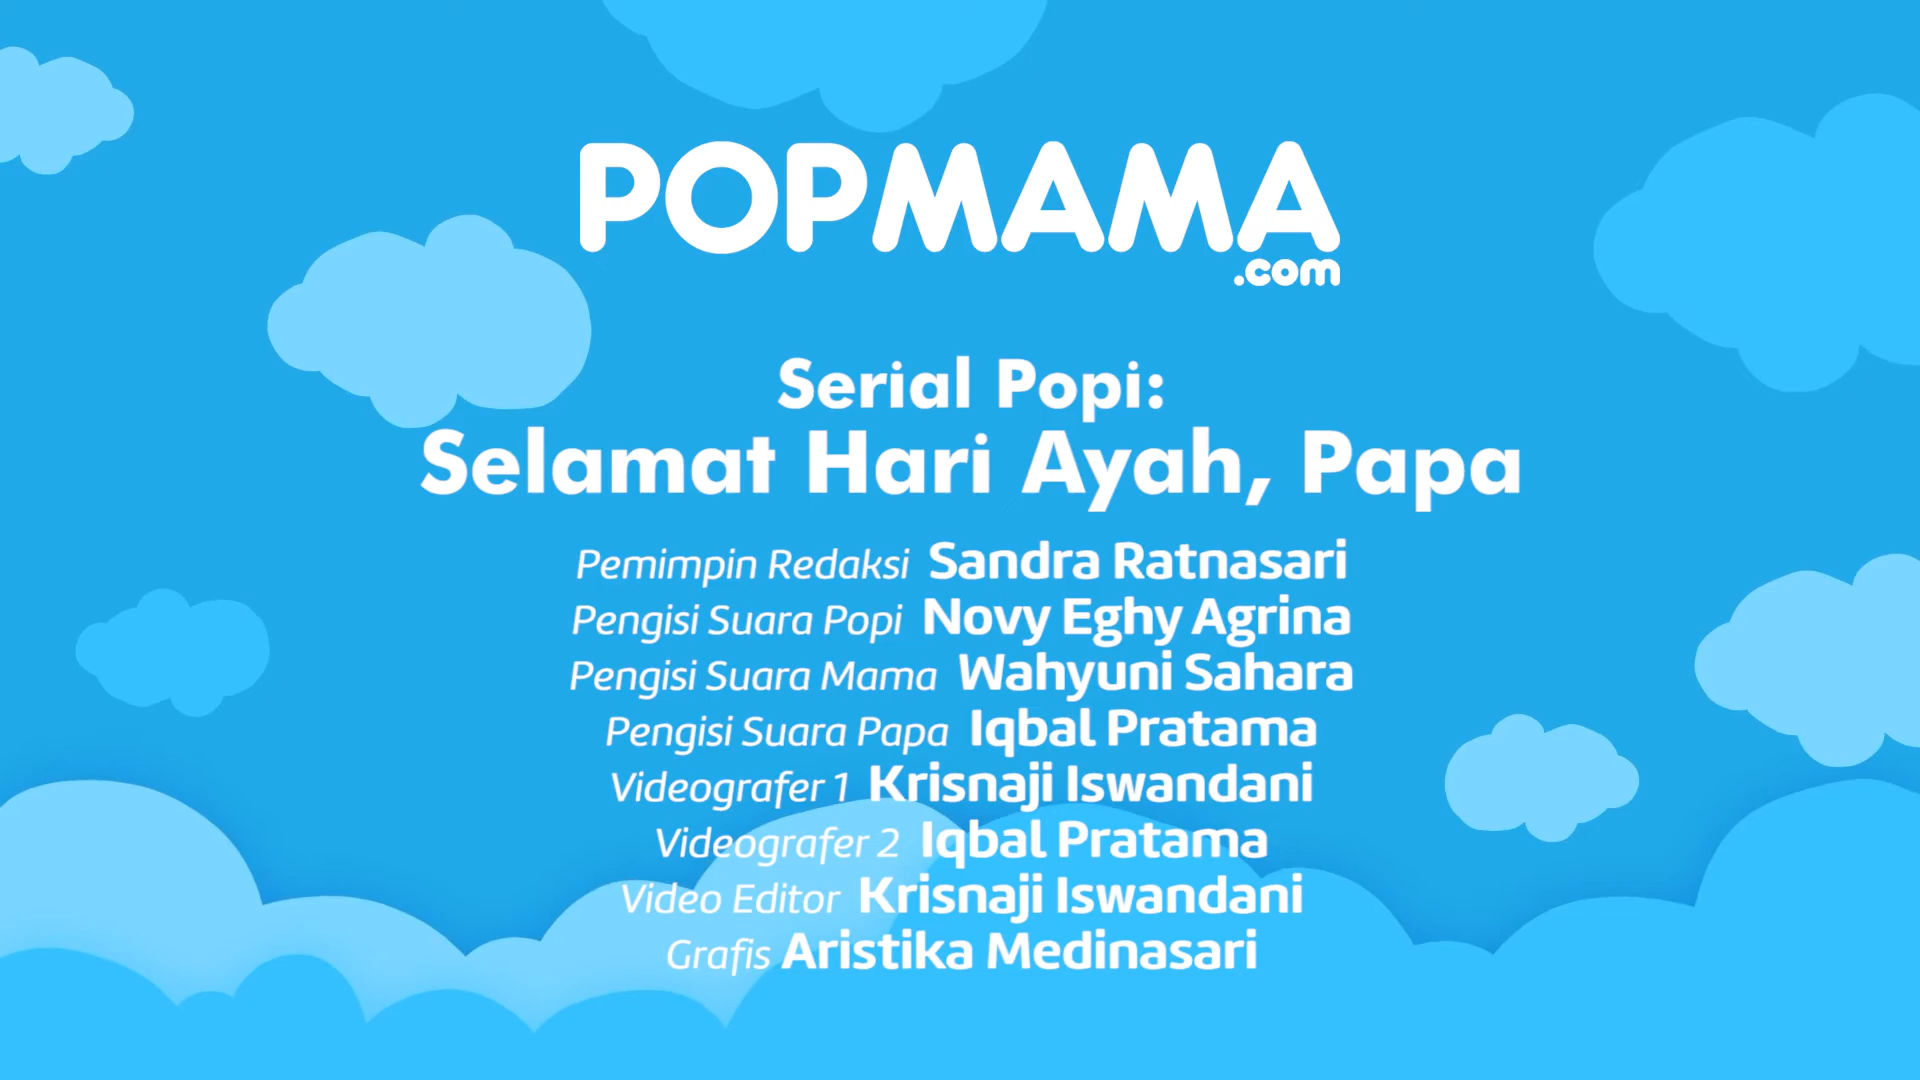 POPMAMA
.com
Serial Popi:
Selamat Hari Ayah, Papa
Pemimpin Redaksi Sandra Ratnasari
Pengisi Suara Popi Novy Eghy Agrina
Pengisi Suara Mama Wahyuni Sahara
Pengisi Suara Papa Iqbal Pratama
Videografer 1 Krisnaji Iswandani
Videografer 2 Iqbal Pratama
Video Editor Krisnaji Iswandani
Grafis Aristika Medinasari